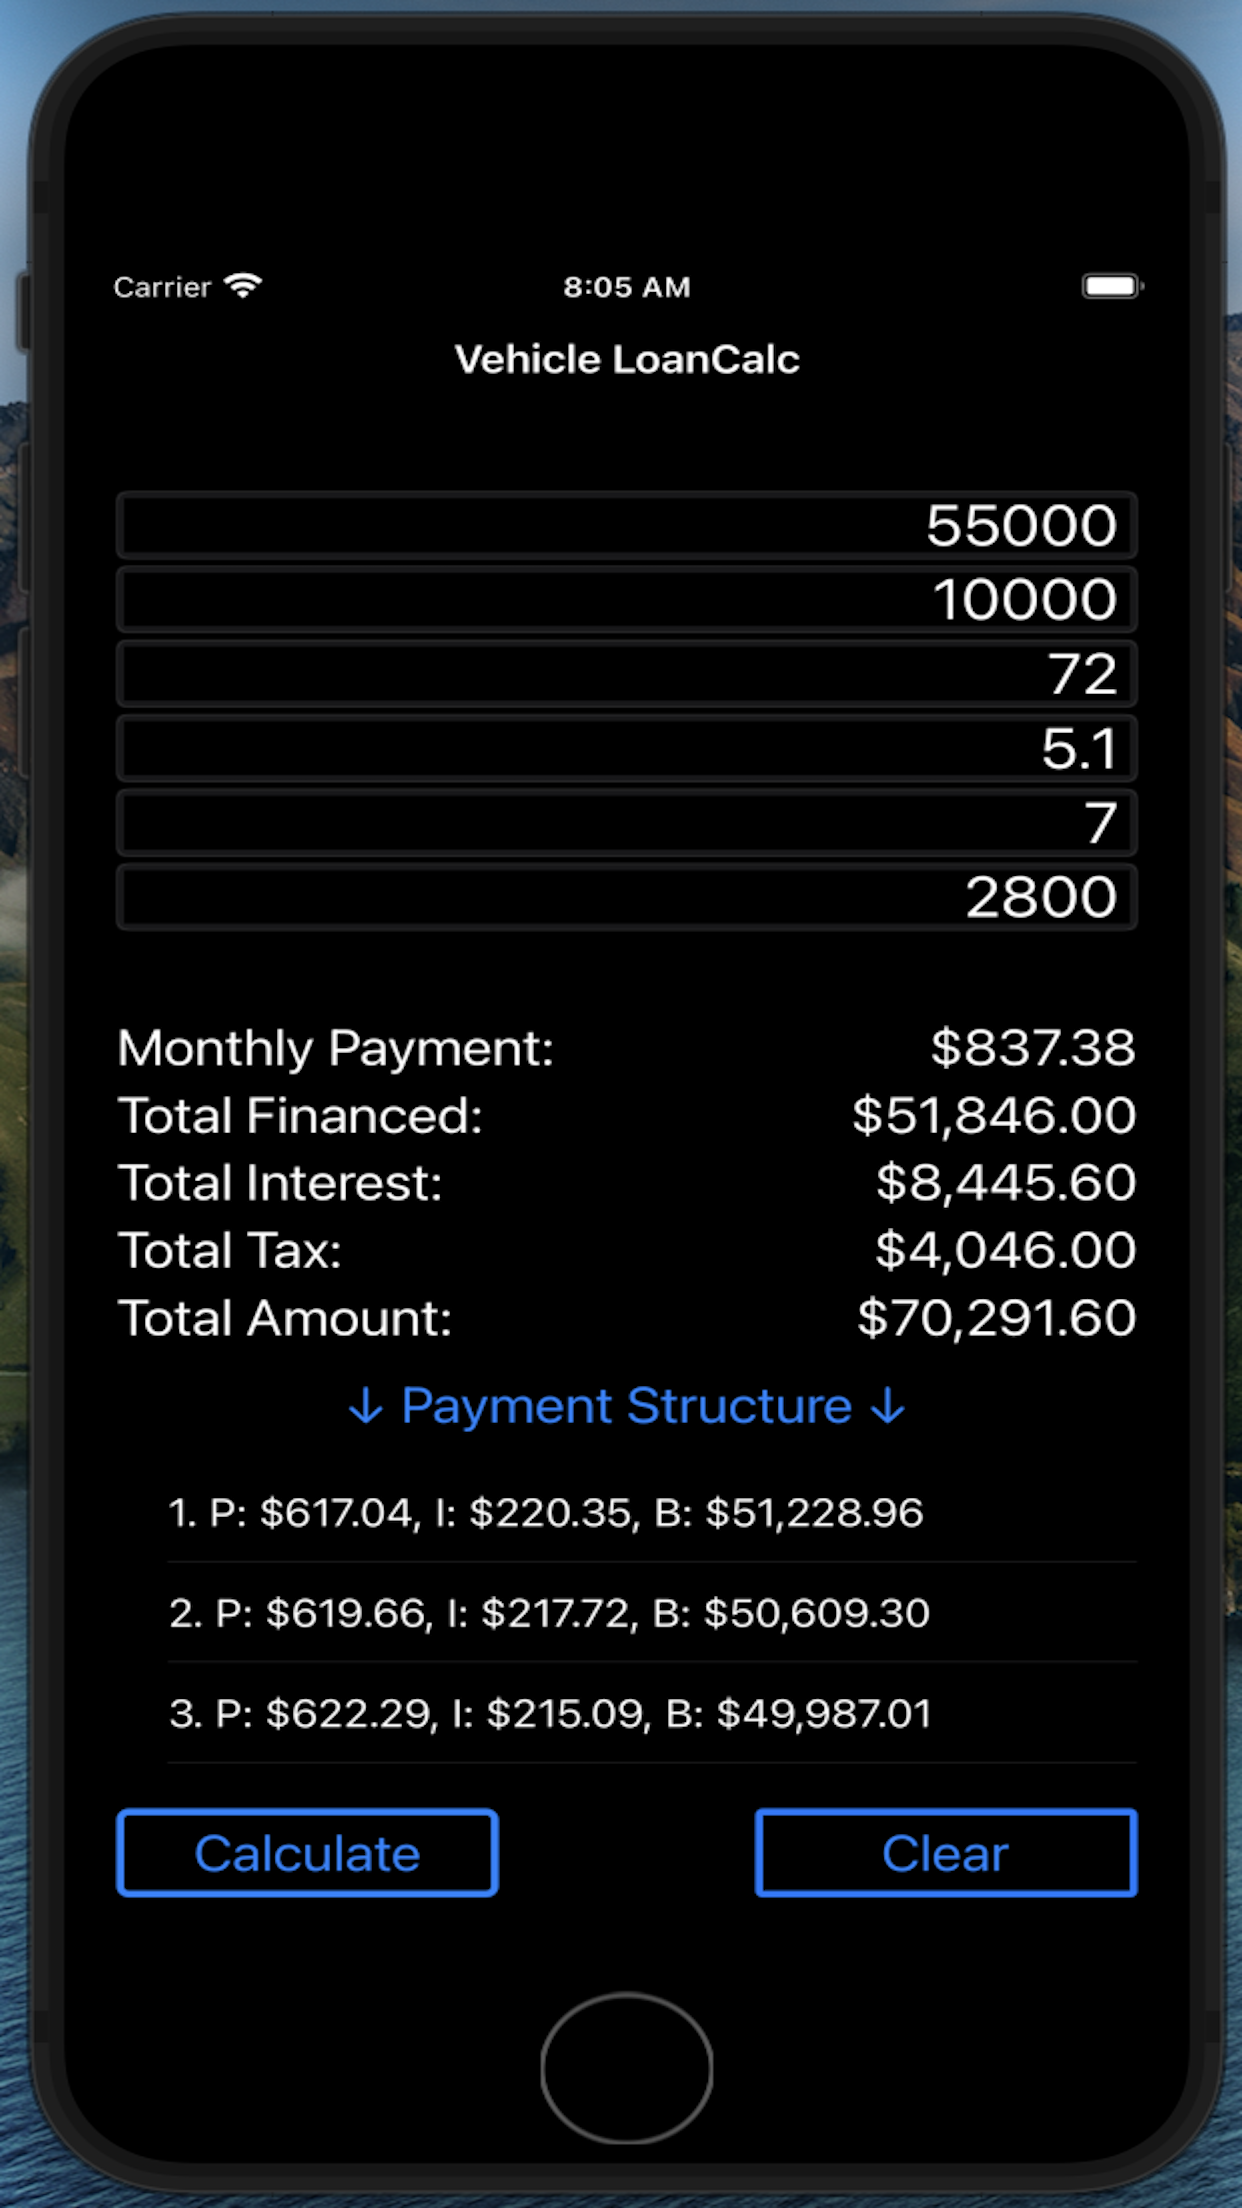 Carrier 8:05 AM
Vehicle LoanCalc
55000
10000
72
5.1
7
2800
Monthly Payment: $837.38
Total Financed: $51,846.00
Total Interest: $8,445.60
Total Tax: $4,046.00
Total Amount: $70,291.60
↓ Payment Structure ↓
1. P: $617.04, I: $220.35, B: $51,228.96
2. P: $619.66, I: $217.72, B: $50,609.30
3. P: $622.29, I: $215.09, B: $49,987.01
Calculate Clear